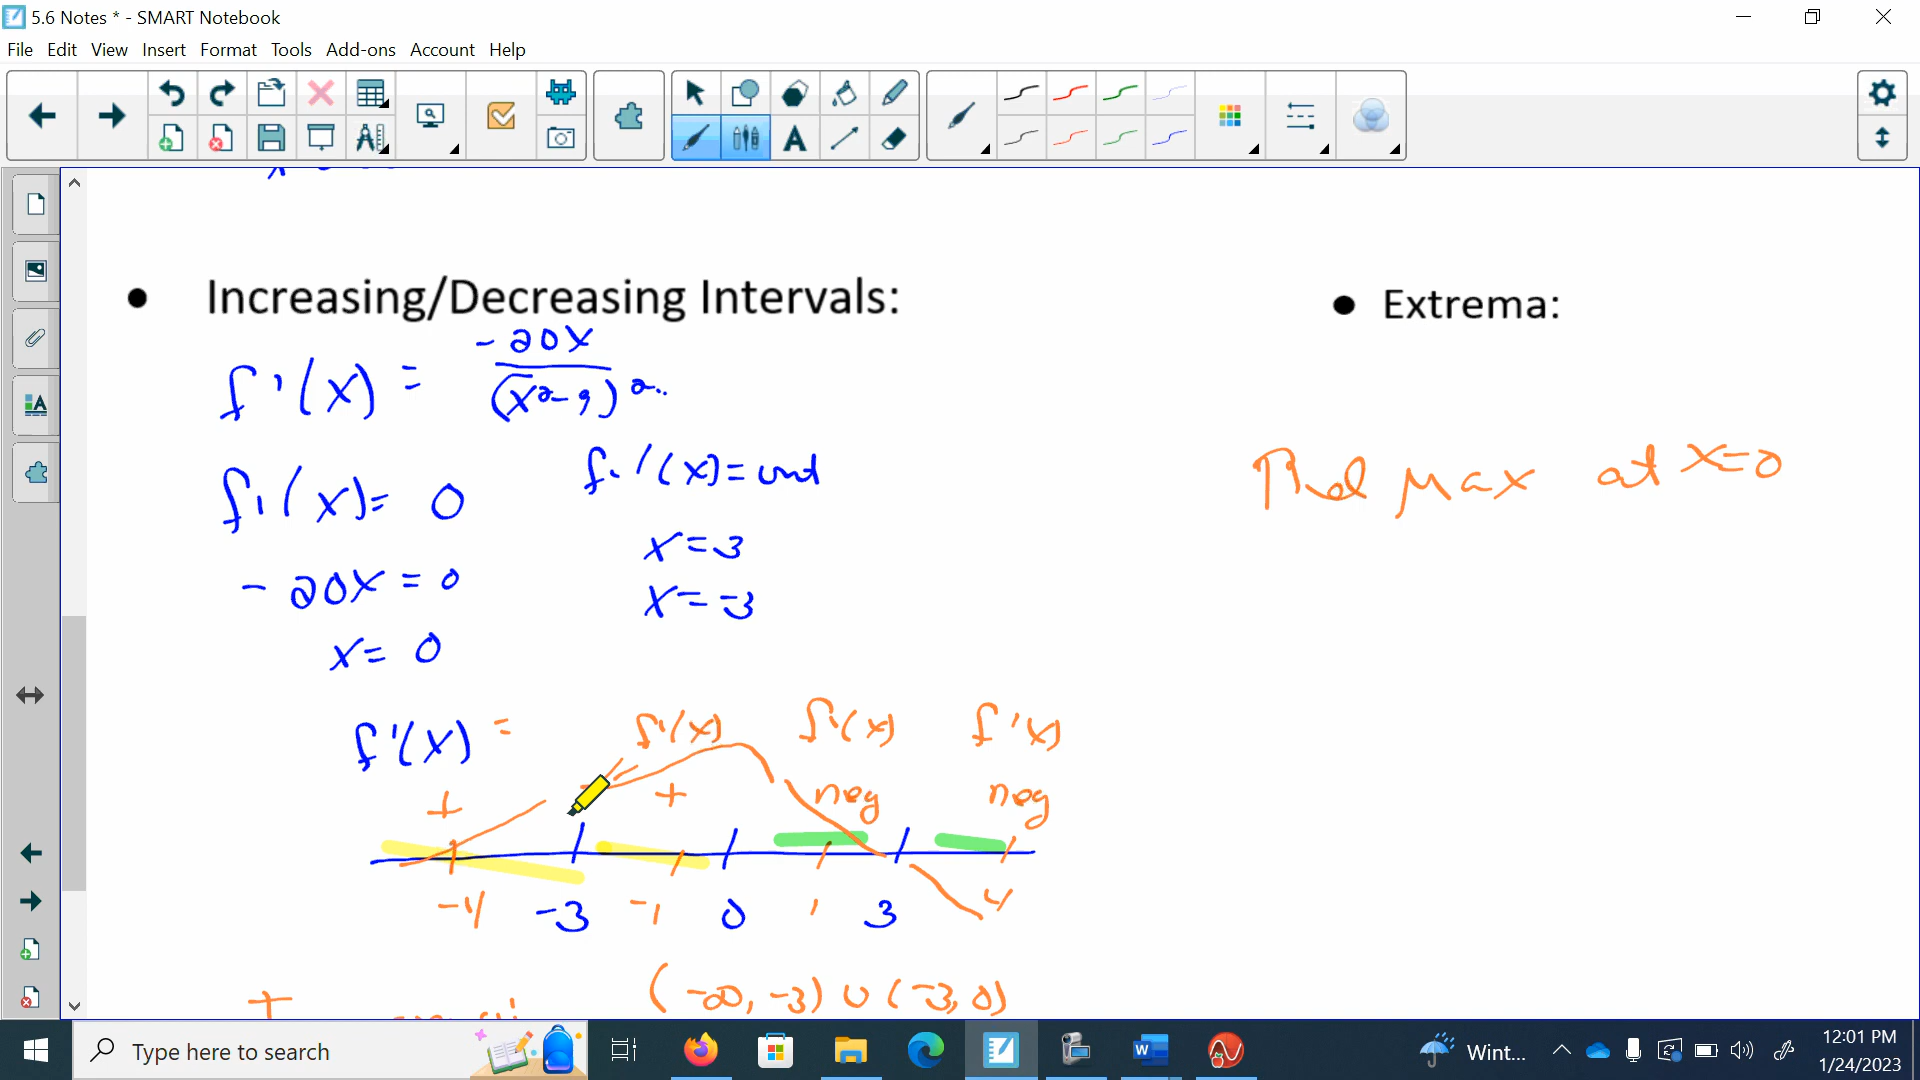 5.6 Notes * - SMART Notebook
File Edit View Insert Format Tools Add-ons Account Help
• Increasing/Decreasing Intervals:
• Extrema:
f'(x) = -20x / (x²-9)²
f'(x) = 0
f'(x) = und
-20x = 0
x = 3
x = 0
x = -3
Max at x=0
f'(x) = f'(x) f'(x) f'(x)
+ + neg neg
-4 -3 -1 0 1 3 4
(-∞, -3) ∪ (-3, 0)
Type here to search
Wint...
12:01 PM
1/24/2023